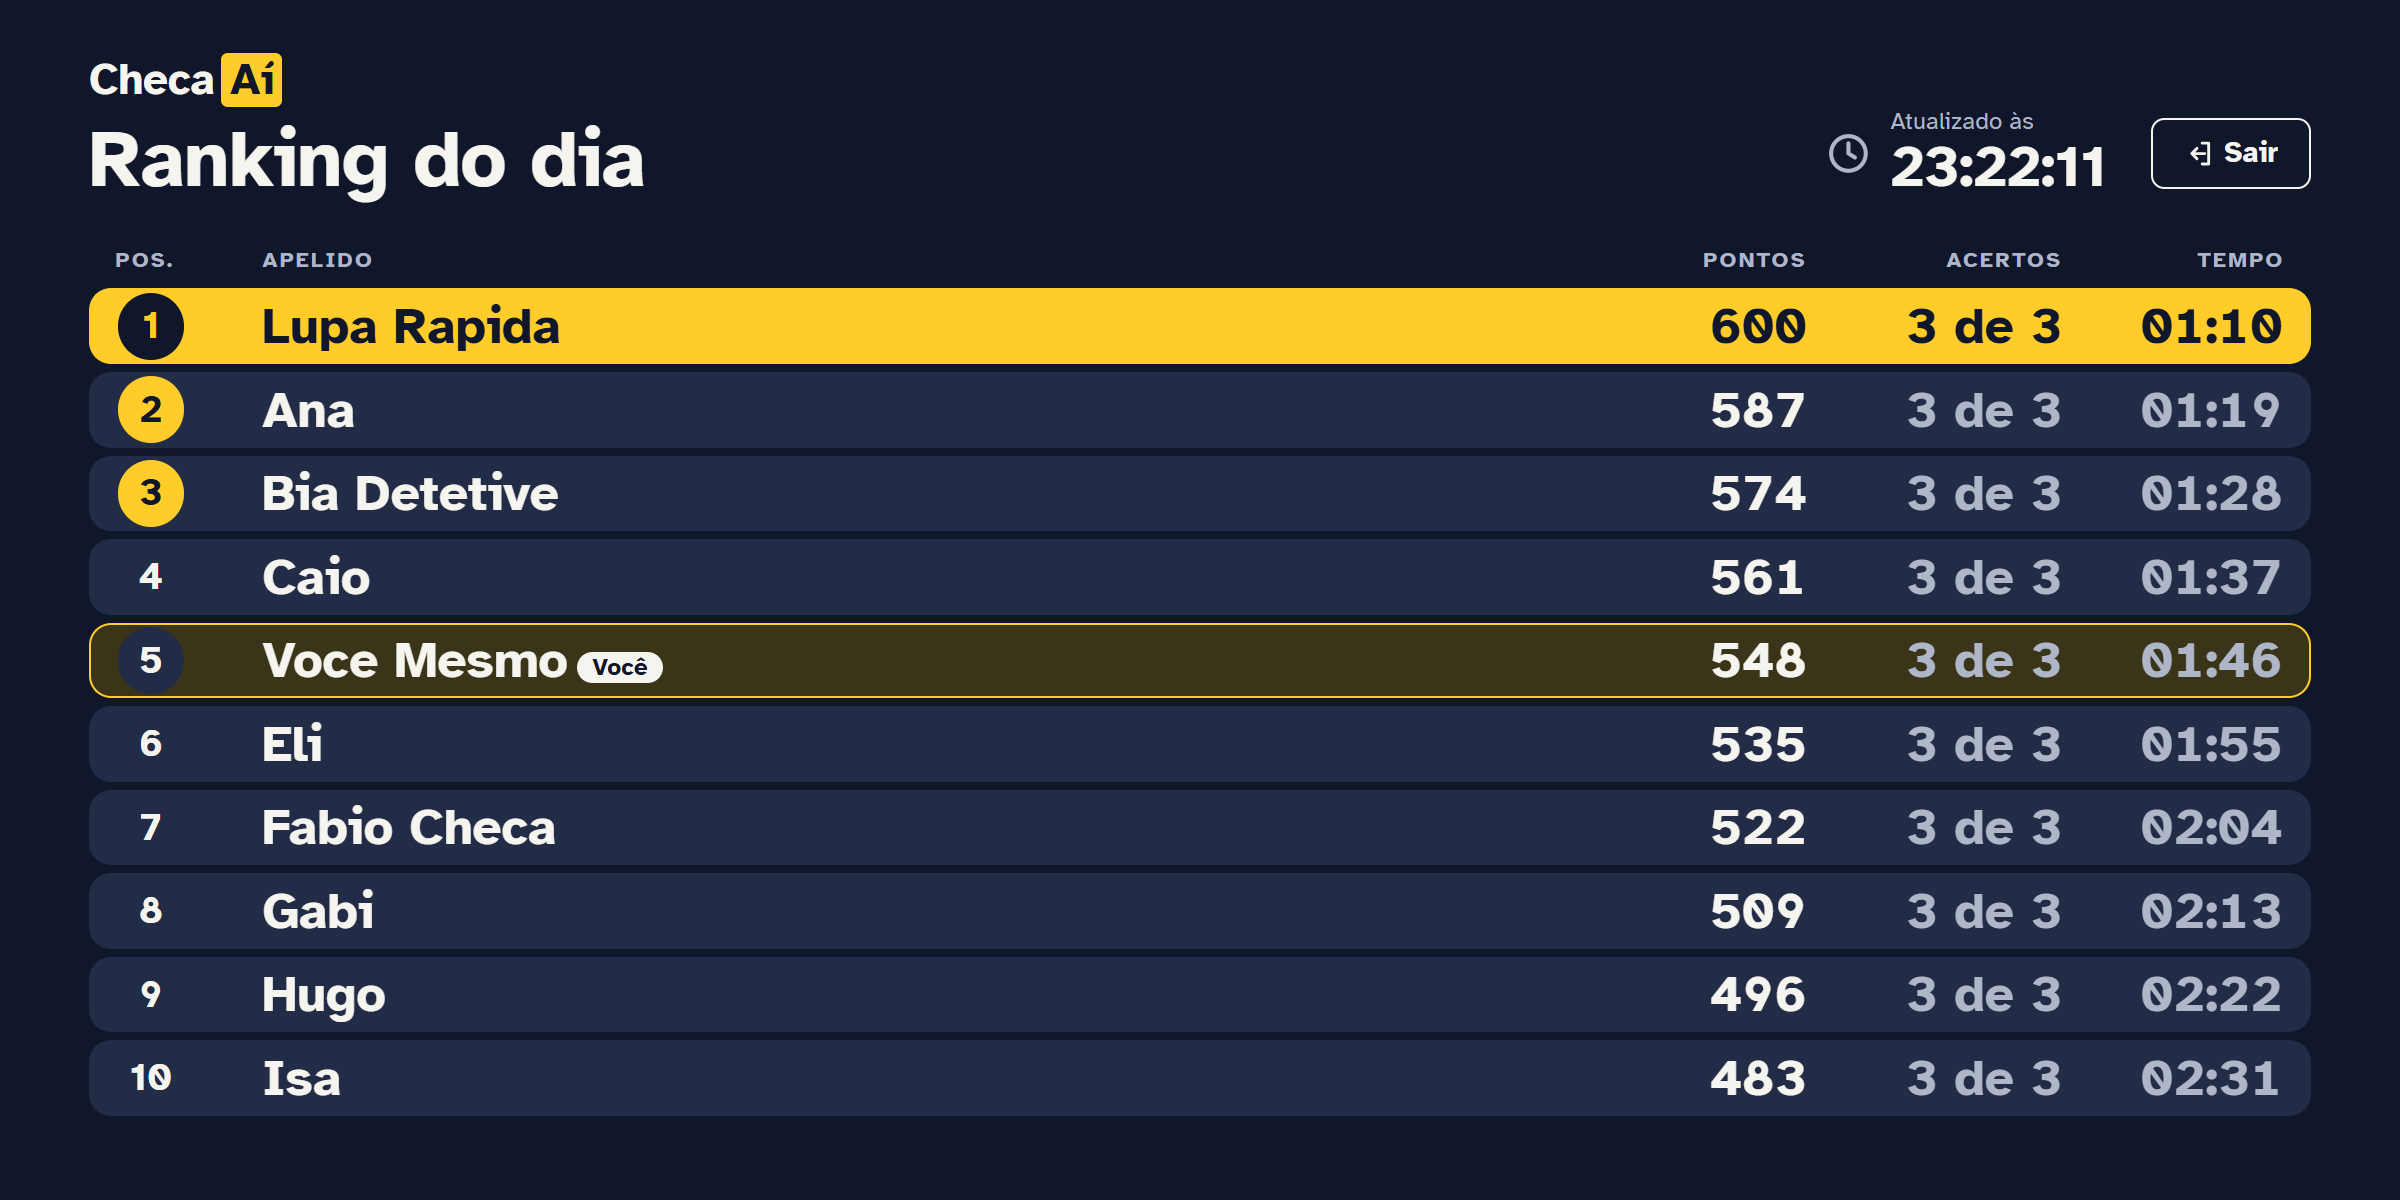 Checa Aí
Ranking do dia
Atualizado às
23:22:11
Sair
POS. APELIDO PONTOS ACERTOS TEMPO
1 Lupa Rapida 600 3 de 3 01:10
2 Ana 587 3 de 3 01:19
3 Bia Detetive 574 3 de 3 01:28
4 Caio 561 3 de 3 01:37
5 Voce Mesmo Você 548 3 de 3 01:46
6 Eli 535 3 de 3 01:55
7 Fabio Checa 522 3 de 3 02:04
8 Gabi 509 3 de 3 02:13
9 Hugo 496 3 de 3 02:22
10 Isa 483 3 de 3 02:31